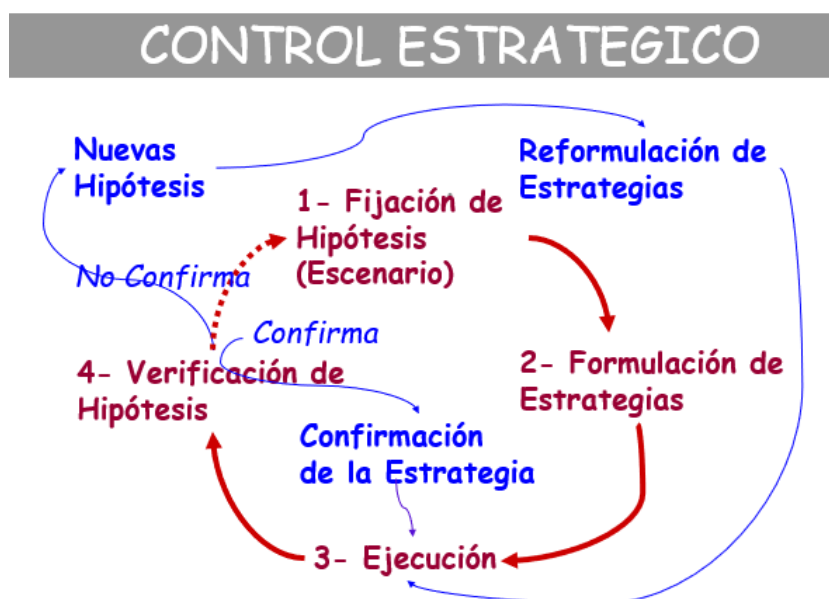 CONTROL ESTRATEGICO
Nuevas
Hipótesis
Reformulación de
Estrategias
1- Fijación de
Hipótesis
(Escenario)
No Confirma
Confirma
4- Verificación de
Hipótesis
2- Formulación de
Estrategias
Confirmación
de la Estrategia
3- Ejecución